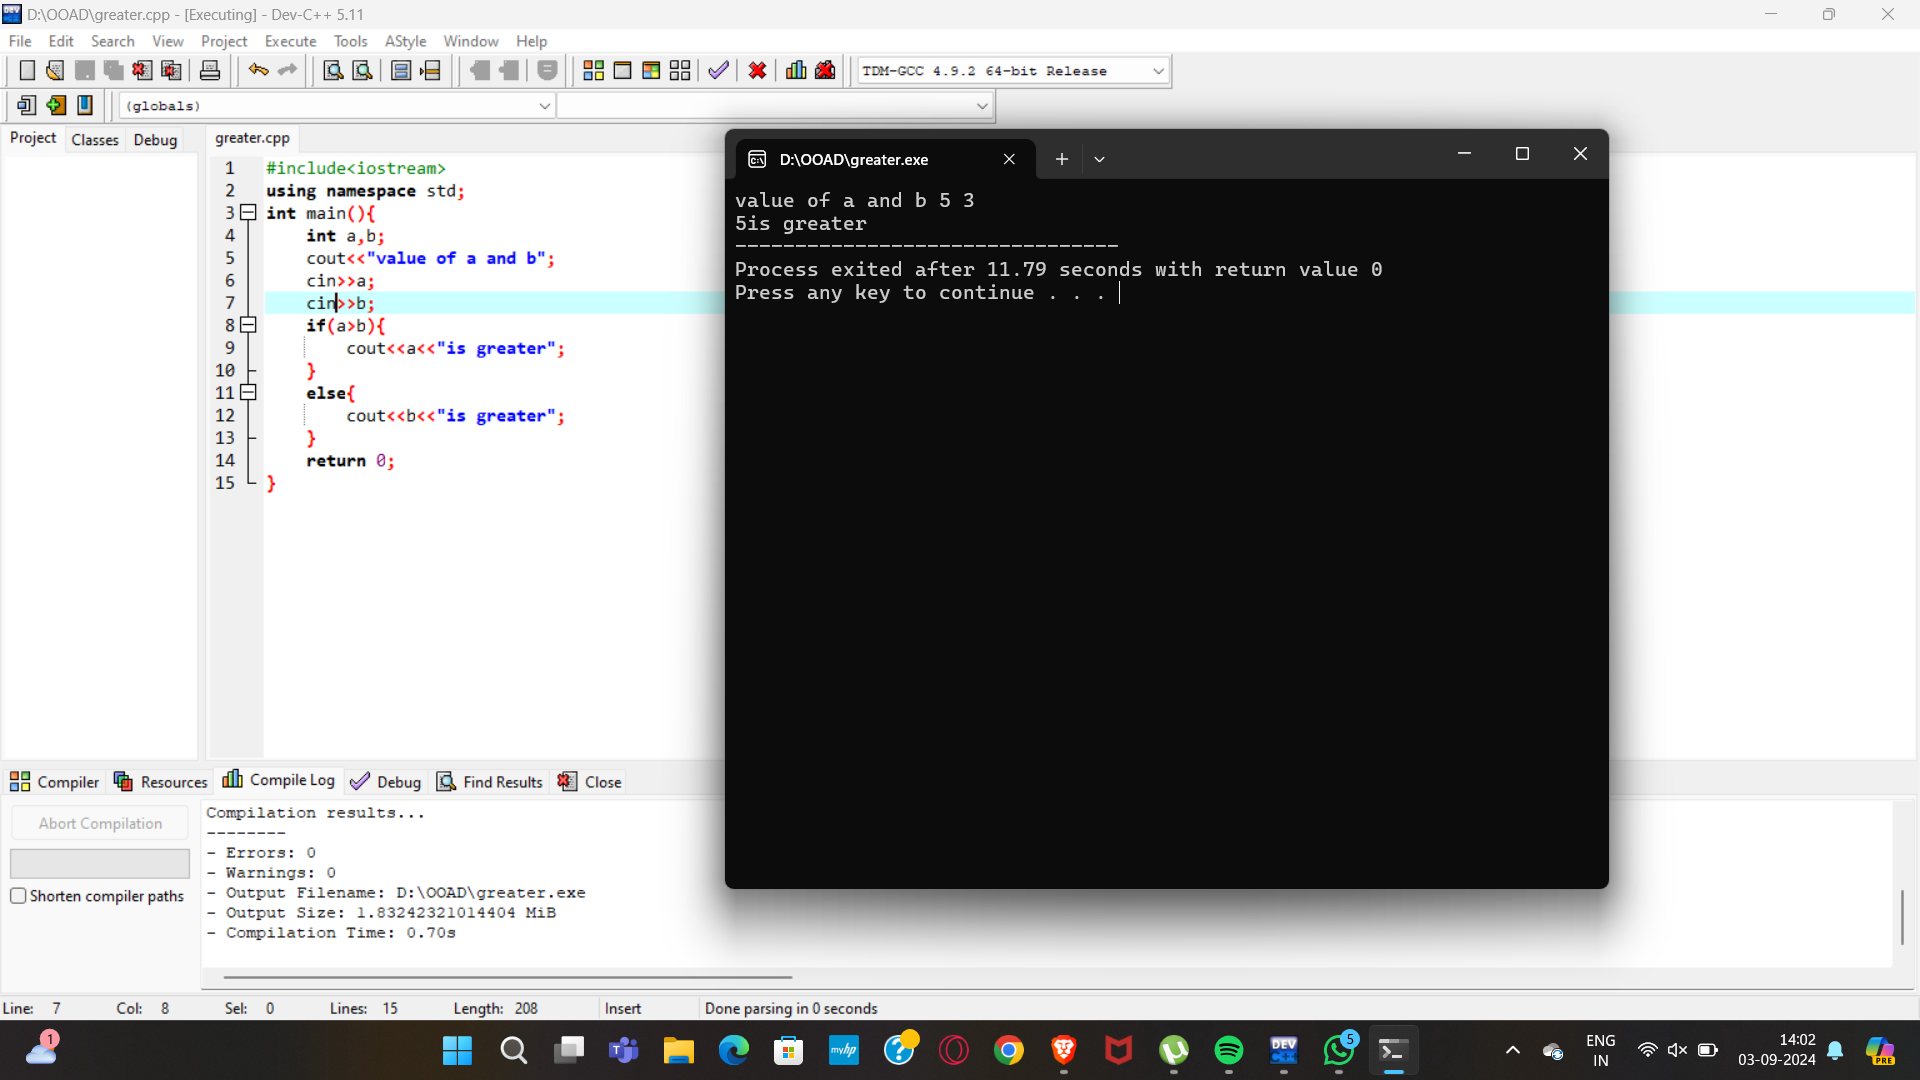 D:\OOAD\greater.cpp - [Executing] - Dev-C++ 5.11
File Edit Search View Project Execute Tools AStyle Window Help
TDM-GCC 4.9.2 64-bit Release
(globals)
Project Classes Debug
greater.cpp
1 #include<iostream>
2 using namespace std;
3 int main(){
4 int a,b;
5 cout<<"value of a and b";
6 cin>>a;
7 cin>>b;
8 if(a>b){
9 cout<<a<<"is greater";
10 }
11 else{
12 cout<<b<<"is greater";
13 }
14 return 0;
15 }
D:\OOAD\greater.exe
value of a and b 5 3
5is greater
--------------------------------
Process exited after 11.79 seconds with return value 0
Press any key to continue . . .
Compiler Resources Compile Log Debug Find Results Close
Abort Compilation
Shorten compiler paths
Compilation results...
--------
- Errors: 0
- Warnings: 0
- Output Filename: D:\OOAD\greater.exe
- Output Size: 1.83242321014404 MiB
- Compilation Time: 0.70s
Line: 7 Col: 8 Sel: 0 Lines: 15 Length: 208 Insert Done parsing in 0 seconds
1
myhp
DEV
5
ENG
IN
14:02
03-09-2024
PRE